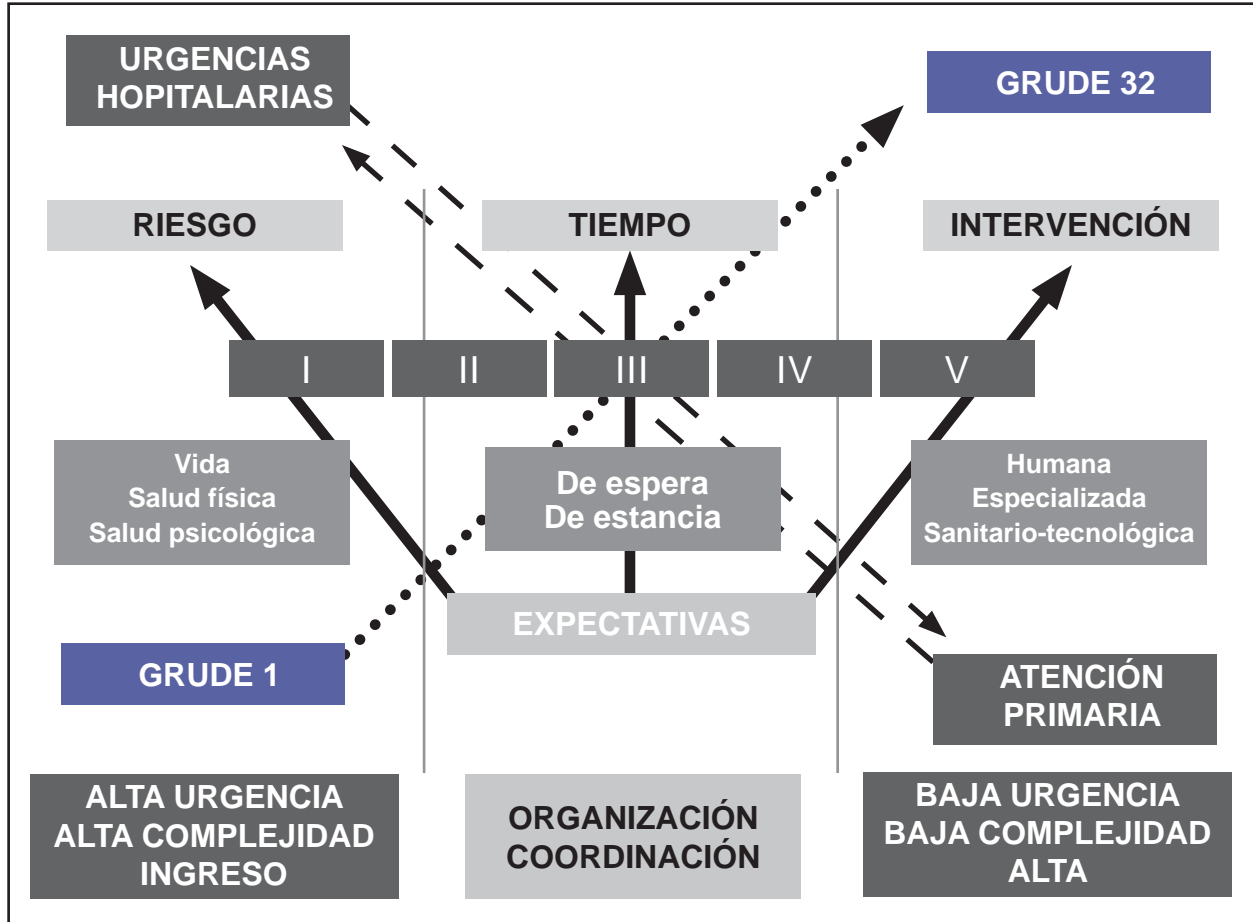 URGENCIAS
HOPITALARIAS
GRUDE 32
RIESGO
TIEMPO
INTERVENCIÓN
I
II
III
IV
V
Vida
Salud física
Salud psicológica
De espera
De estancia
Humana
Especializada
Sanitario-tecnológica
EXPECTATIVAS
GRUDE 1
ATENCIÓN
PRIMARIA
ALTA URGENCIA
ALTA COMPLEJIDAD
INGRESO
ORGANIZACIÓN
COORDINACIÓN
BAJA URGENCIA
BAJA COMPLEJIDAD
ALTA